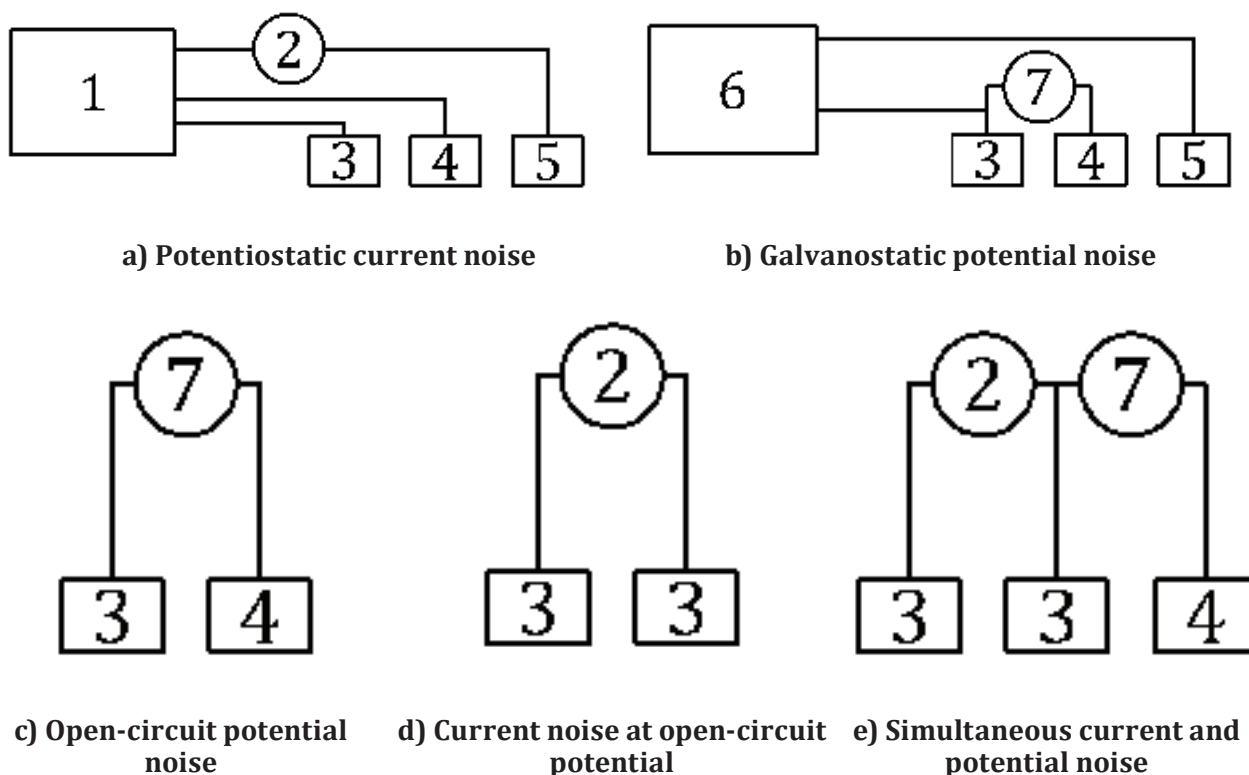 1
2
3
4
5
6
7
3
4
5
a) Potentiostatic current noise
b) Galvanostatic potential noise
7
3
4
2
3
3
2
7
3
3
4
c) Open-circuit potential
noise
d) Current noise at open-circuit
potential
e) Simultaneous current and
potential noise